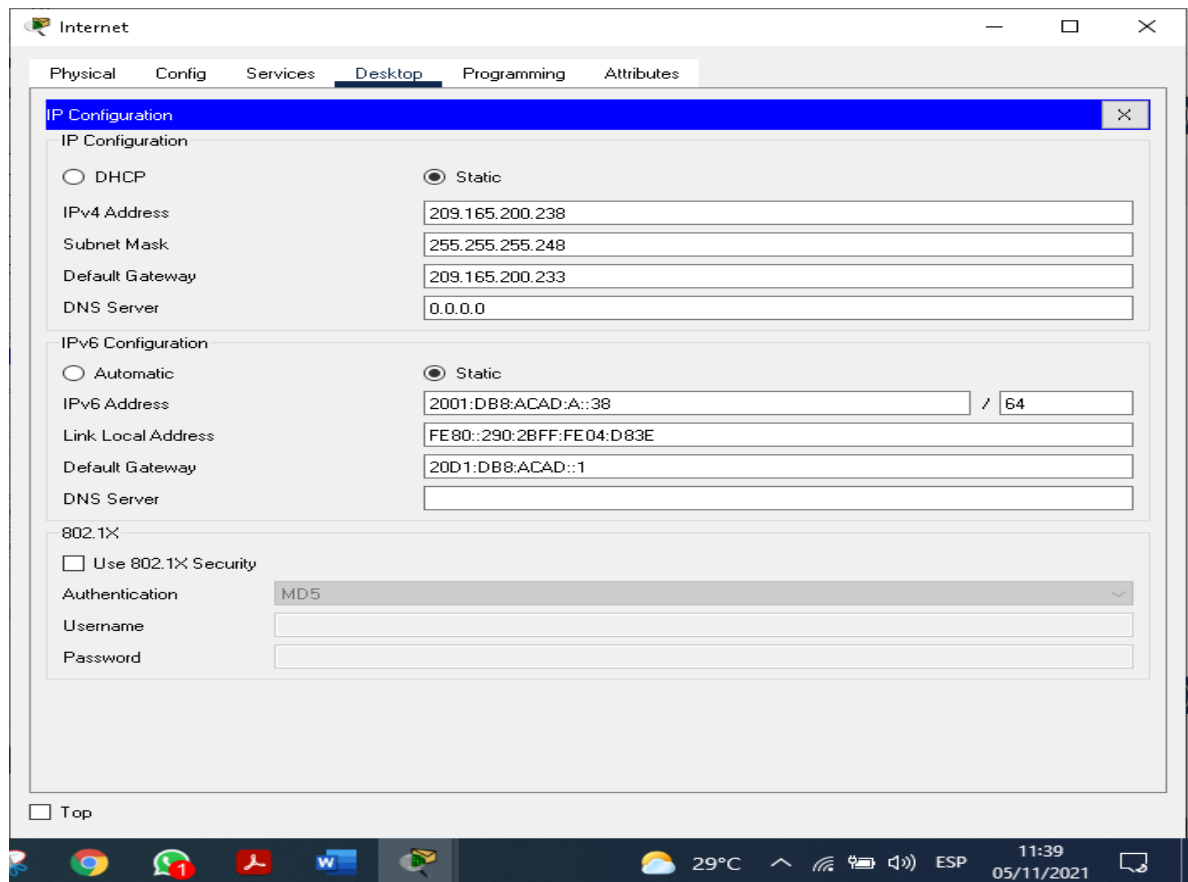 Internet
Physical Config Services Desktop Programming Attributes
IP Configuration
IP Configuration
DHCP Static
IPv4 Address 209.165.200.238
Subnet Mask 255.255.255.248
Default Gateway 209.165.200.233
DNS Server 0.0.0.0
IPv6 Configuration
Automatic Static
IPv6 Address 2001:DB8:ACAD:A::38 / 64
Link Local Address FE80::290:2BFF:FE04:D83E
Default Gateway 20D1:DB8:ACAD::1
DNS Server
802.1X
Use 802.1X Security
Authentication MD5
Username
Password
Top
1 W 29°C ESP 11:39
05/11/2021